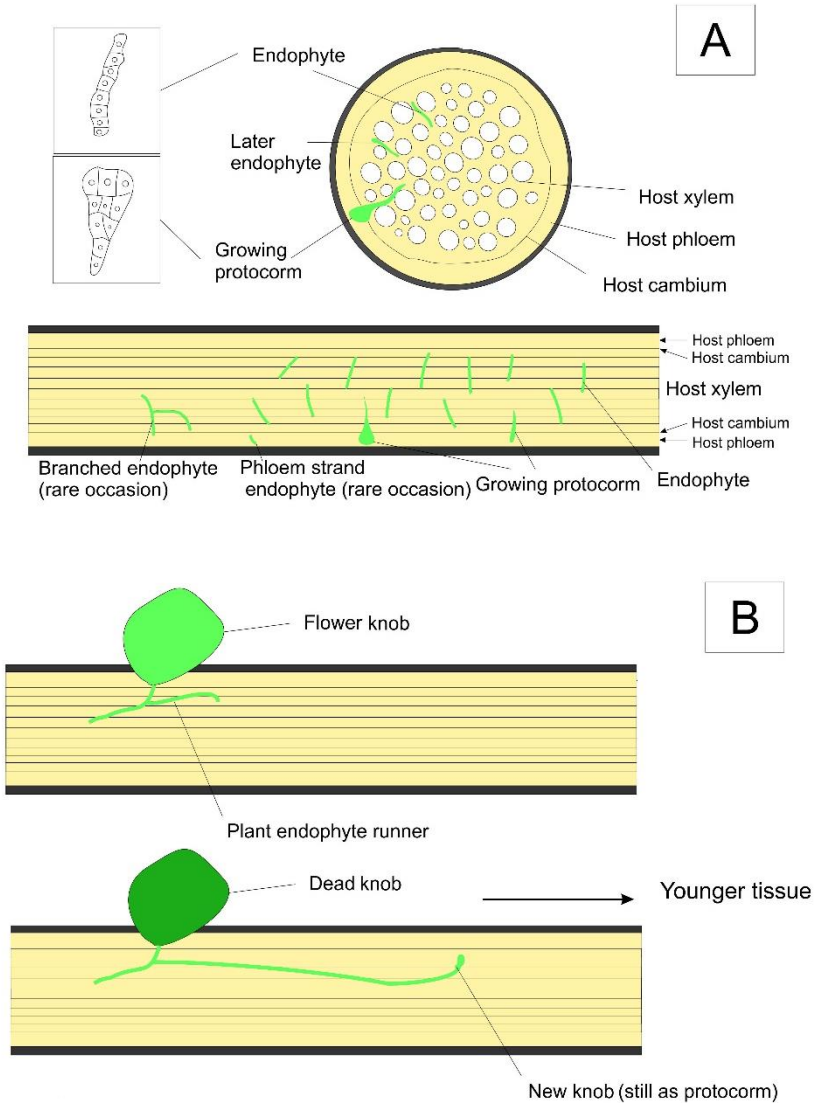 A
Endophyte
Later
endophyte
Growing
protocorm
Host xylem
Host phloem
Host cambium
Host phloem
Host cambium
Host xylem
Host cambium
Host phloem
Branched endophyte
(rare occasion)
Phloem strand
endophyte (rare occasion)
Growing protocorm
Endophyte
B
Flower knob
Plant endophyte runner
Dead knob
Younger tissue
New knob (still as protocorm)